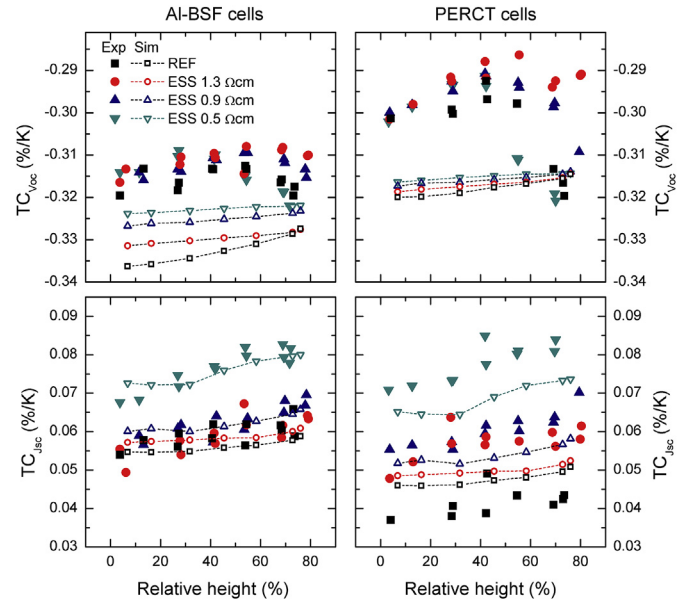 Al-BSF cells PERCT cells
Exp Sim
REF
ESS 1.3 Ωcm
ESS 0.9 Ωcm
ESS 0.5 Ωcm
TC_Voc (%/K)
-0.29
-0.30
-0.31
-0.32
-0.33
-0.34
-0.29
-0.30
-0.31
-0.32
-0.33
-0.34
TC_Voc (%/K)
TC_Jsc (%/K)
0.09
0.08
0.07
0.06
0.05
0.04
0.03
0.09
0.08
0.07
0.06
0.05
0.04
0.03
TC_Jsc (%/K)
0 20 40 60 80 0 20 40 60 80 100
Relative height (%) Relative height (%)